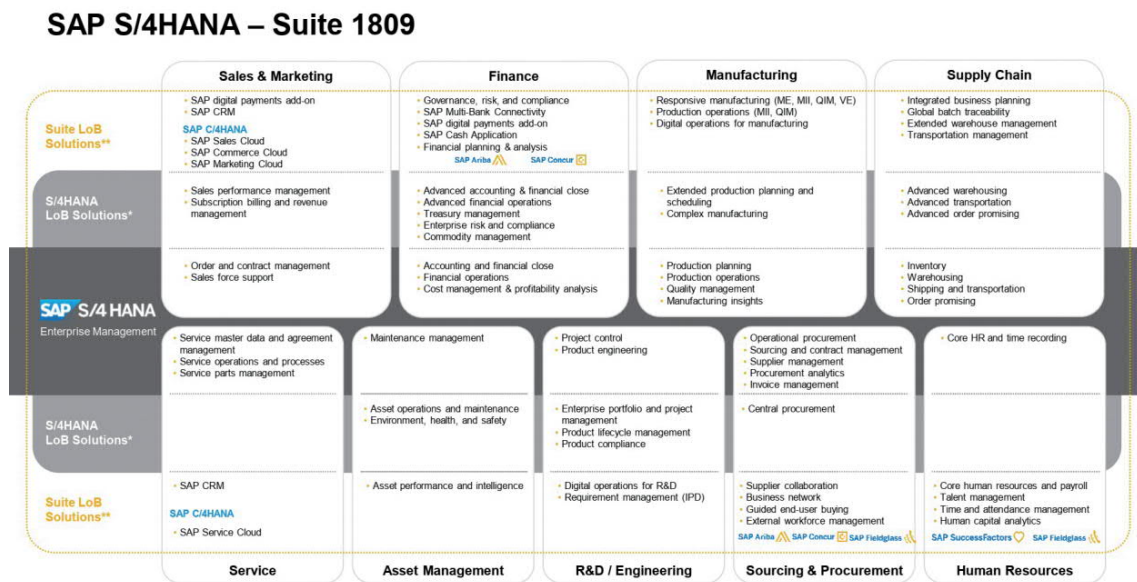 SAP S/4HANA – Suite 1809
Sales & Marketing
Finance
Manufacturing
Supply Chain
Suite LoB
Solutions**
• SAP digital payments add-on
• SAP CRM
SAP C/4HANA
• SAP Sales Cloud
• SAP Commerce Cloud
• SAP Marketing Cloud
• Governance, risk, and compliance
• SAP Multi-Bank Connectivity
• SAP digital payments add-on
• SAP Cash Application
• Financial planning & analysis
SAP Ariba SAP Concur
• Responsive manufacturing (ME, MII, QIM, VE)
• Production operations (MII, QIM)
• Digital operations for manufacturing
• Integrated business planning
• Global batch traceability
• Extended warehouse management
• Transportation management
S/4HANA
LoB Solutions*
• Sales performance management
• Subscription billing and revenue
management
• Advanced accounting & financial close
• Advanced financial operations
• Treasury management
• Enterprise risk and compliance
• Commodity management
• Extended production planning and
scheduling
• Complex manufacturing
• Advanced warehousing
• Advanced transportation
• Advanced order promising
SAP S/4HANA
Enterprise Management
• Order and contract management
• Sales force support
• Accounting and financial close
• Financial operations
• Cost management & profitability analysis
• Production planning
• Production operations
• Quality management
• Manufacturing insights
• Inventory
• Warehousing
• Shipping and transportation
• Order promising
• Service master data and agreement
management
• Service operations and processes
• Service parts management
• Maintenance management
• Project control
• Product engineering
• Operational procurement
• Sourcing and contract management
• Supplier management
• Procurement analytics
• Invoice management
• Core HR and time recording
S/4HANA
LoB Solutions*
• Asset operations and maintenance
• Environment, health, and safety
• Enterprise portfolio and project
management
• Product lifecycle management
• Product compliance
• Central procurement
Suite LoB
Solutions**
• SAP CRM
SAP C/4HANA
• SAP Service Cloud
• Asset performance and intelligence
• Digital operations for R&D
• Requirement management (IPD)
• Supplier collaboration
• Business network
• Guided end-user buying
• External workforce management
SAP Ariba SAP Concur SAP Fieldglass
• Core human resources and payroll
• Talent management
• Time and attendance management
• Human capital analytics
SAP SuccessFactors SAP Fieldglass
Service
Asset Management
R&D / Engineering
Sourcing & Procurement
Human Resources